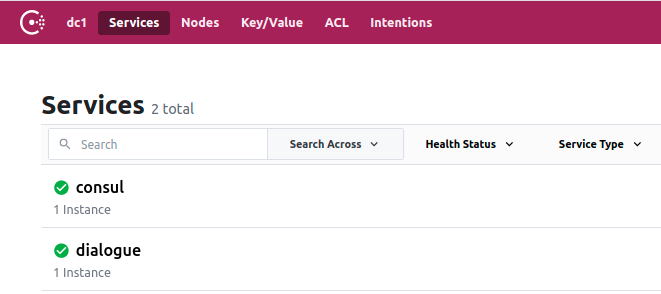 dc1 Services Nodes Key/Value ACL Intentions
Services 2 total
Search Search Across Health Status Service Type
consul
1 Instance
dialogue
1 Instance